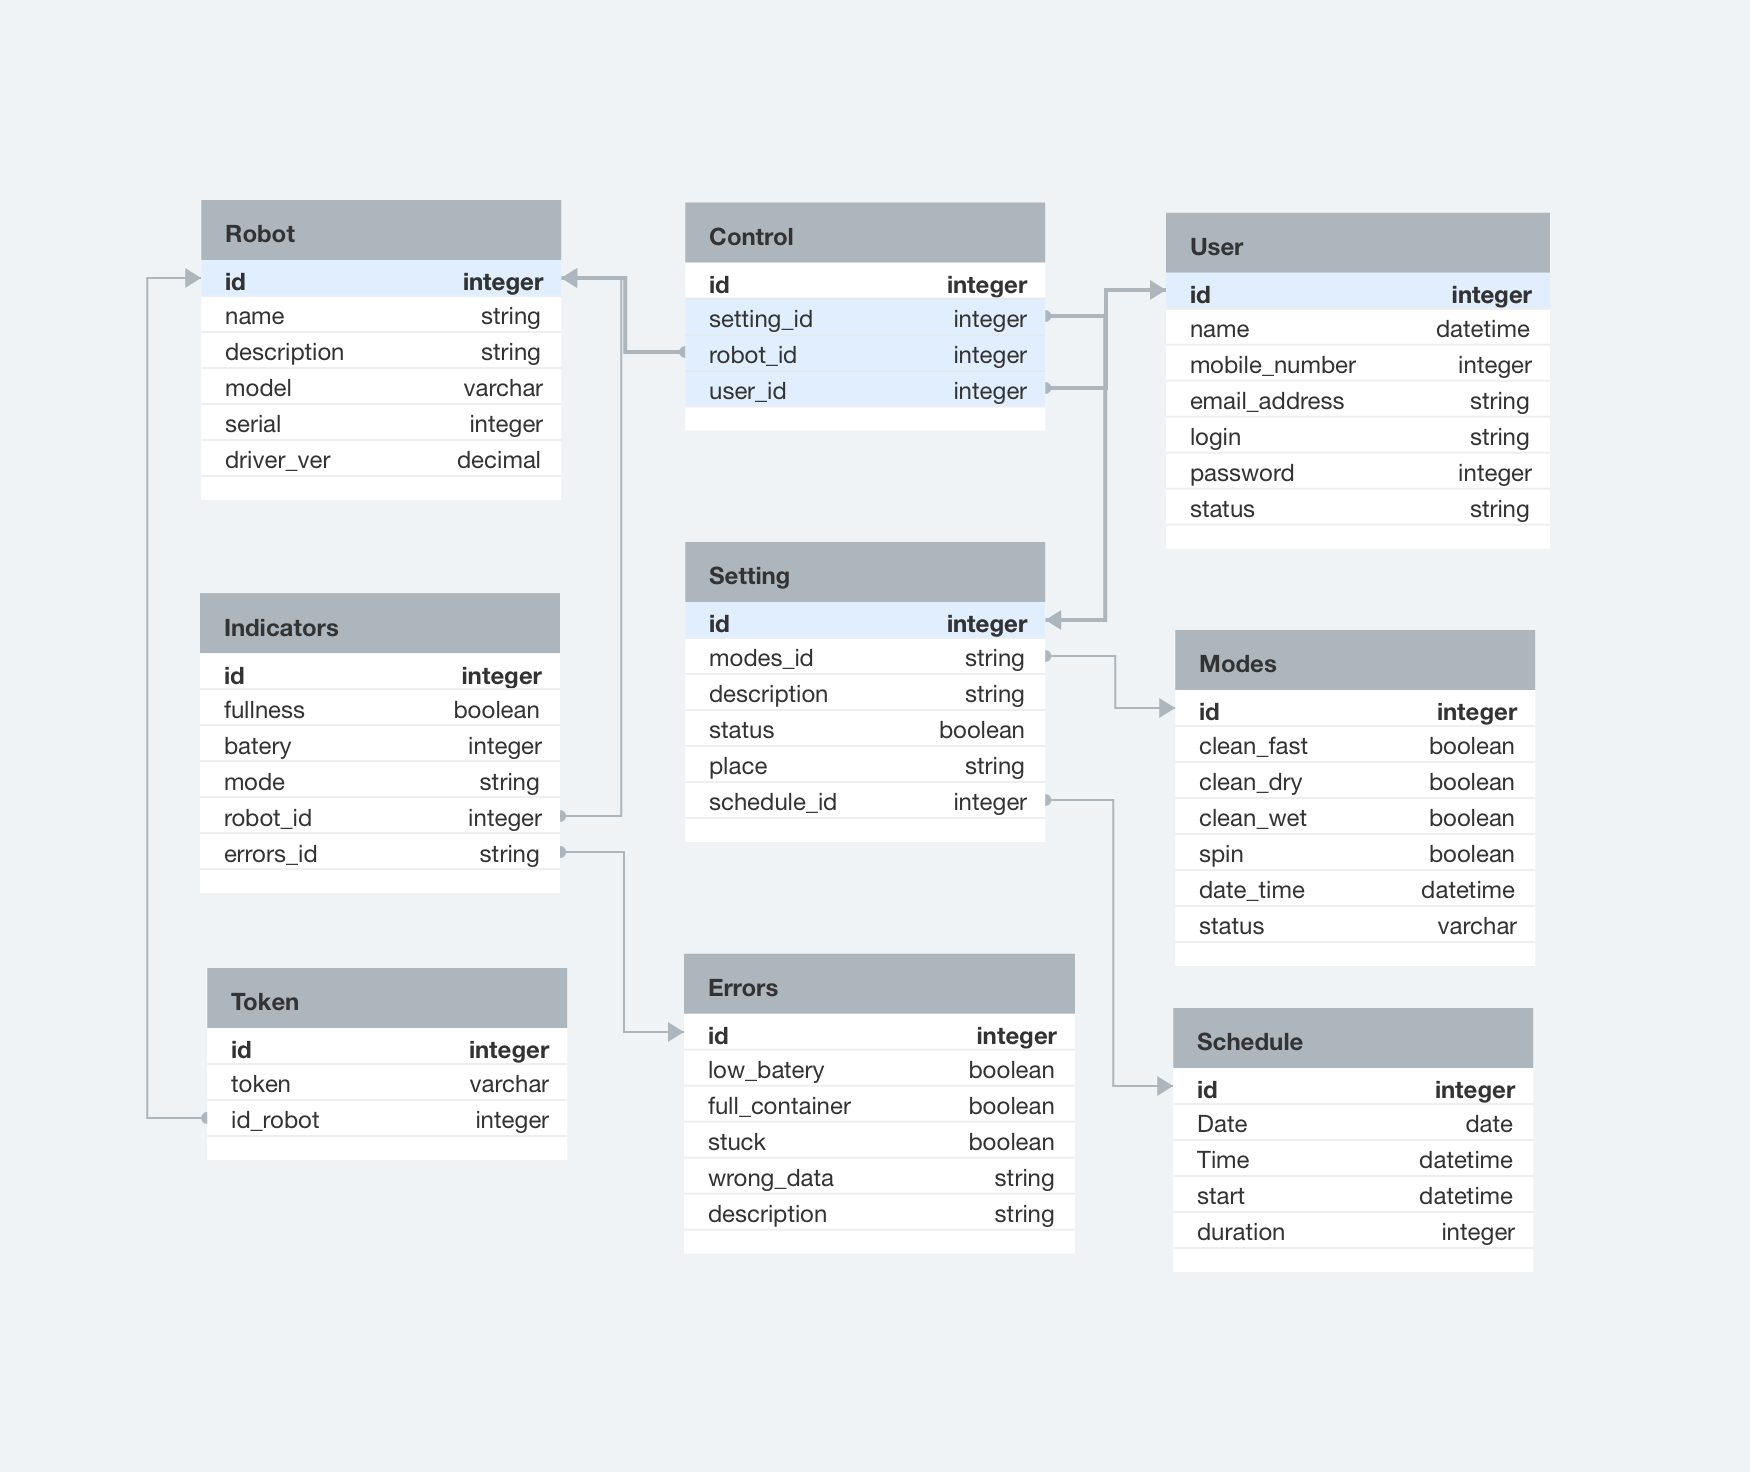 Robot
id integer
name string
description string
model varchar
serial integer
driver_ver decimal
Control
id integer
setting_id integer
robot_id integer
user_id integer
User
id integer
name datetime
mobile_number integer
email_address string
login string
password integer
status string
Indicators
id integer
fullness boolean
batery integer
mode string
robot_id integer
errors_id string
Setting
id integer
modes_id string
description string
status boolean
place string
schedule_id integer
Modes
id integer
clean_fast boolean
clean_dry boolean
clean_wet boolean
spin boolean
date_time datetime
status varchar
Token
id integer
token varchar
id_robot integer
Errors
id integer
low_batery boolean
full_container boolean
stuck boolean
wrong_data string
description string
Schedule
id integer
Date date
Time datetime
start datetime
duration integer